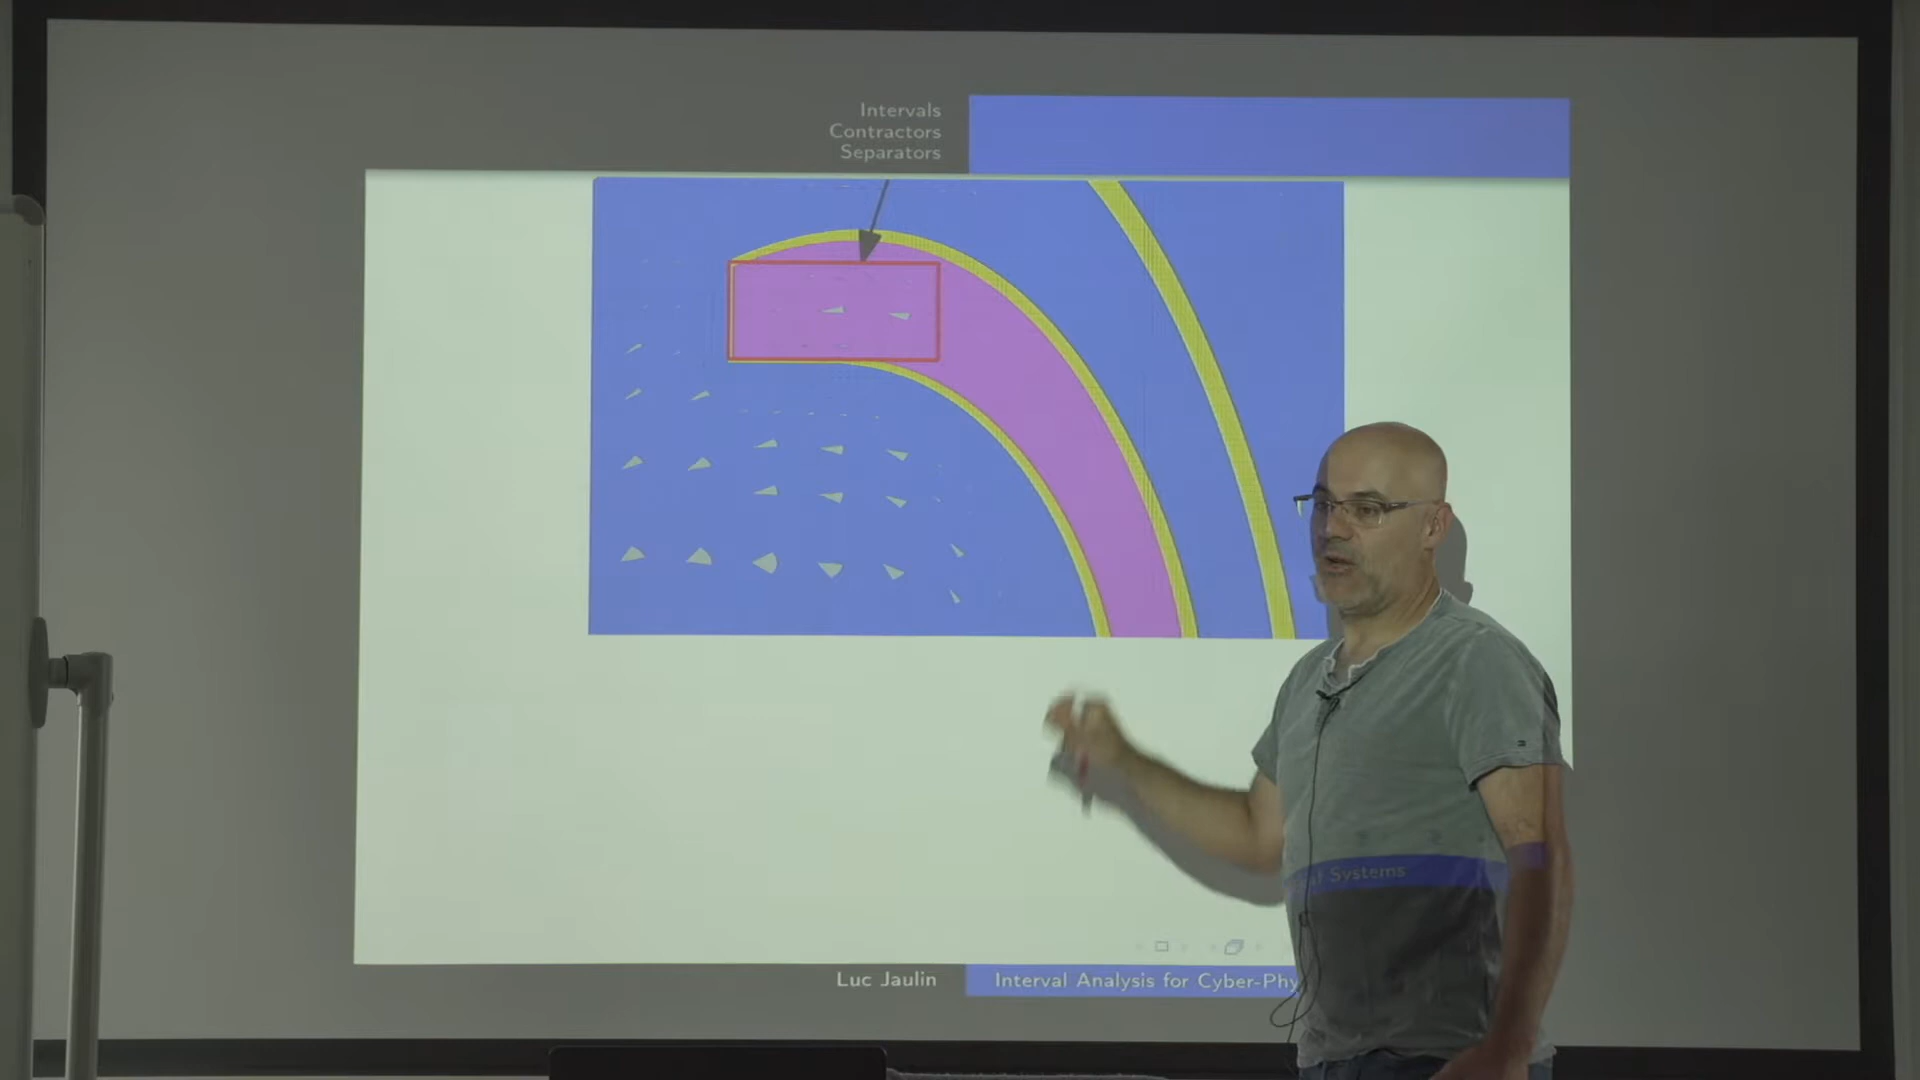 Intervals
Contractors
Separators
Systems
Luc Jaulin
Interval Analysis for Cyber-Phy